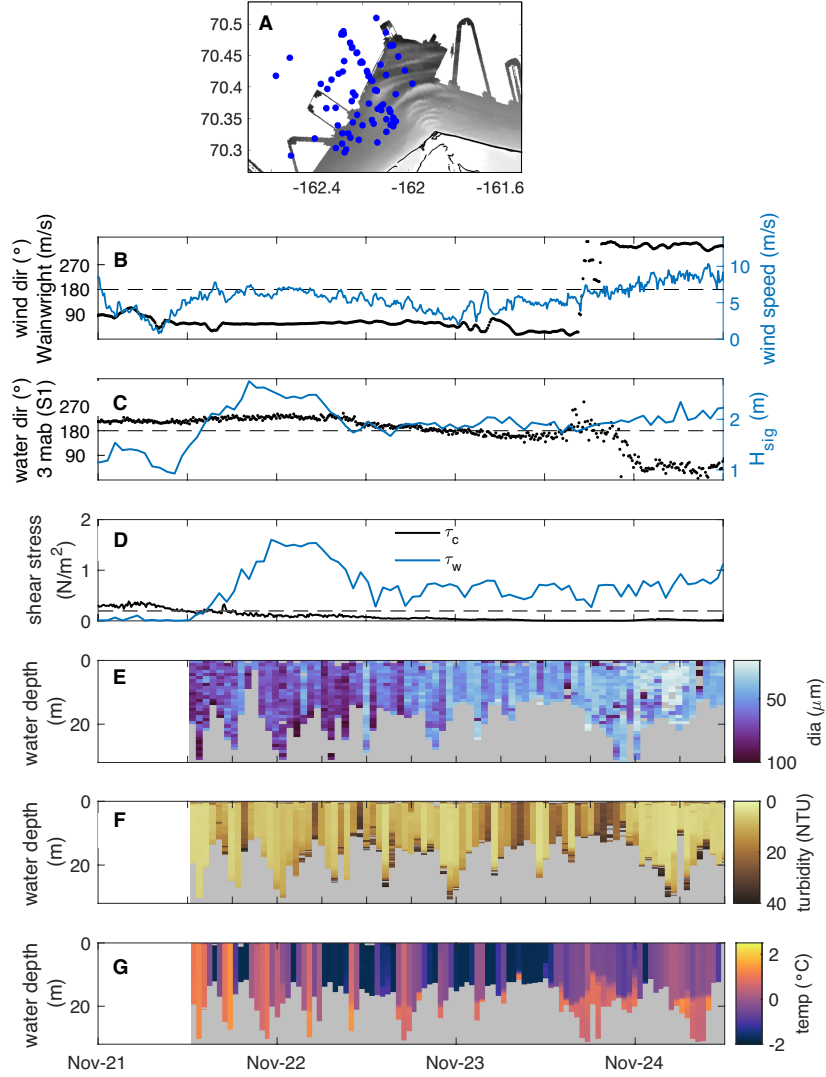 A
70.5
70.45
70.4
70.35
70.3
-162.4
-162
-161.6
B
wind dir (°)
Wainwright (m/s)
270
180
90
10
5
0
wind speed (m/s)
C
water dir (°)
3 mab (S1)
270
180
90
2
1
H_sig (m)
D
shear stress
(N/m²)
2
1
0
τ_c
τ_w
E
water depth
(m)
0
20
50
100
dia (μm)
F
water depth
(m)
0
20
0
20
40
turbidity (NTU)
G
water depth
(m)
0
20
2
0
-2
temp (°C)
Nov-21
Nov-22
Nov-23
Nov-24